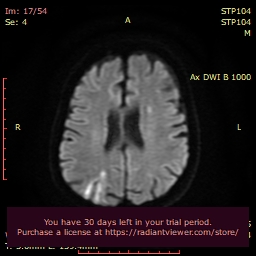 Im: 17/54
Se: 4
A
STP104
STP104
M
Ax DWI B 1000
R
L
You have 30 days left in your trial period.
Purchase a license at https://radiantviewer.com/store/